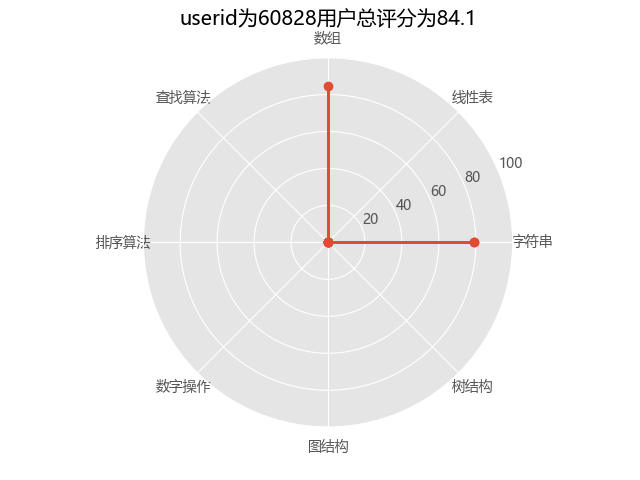 userid为60828用户总评分为84.1
数组
查找算法
线性表
100
80
60
40
20
排序算法
字符串
数字操作
树结构
图结构